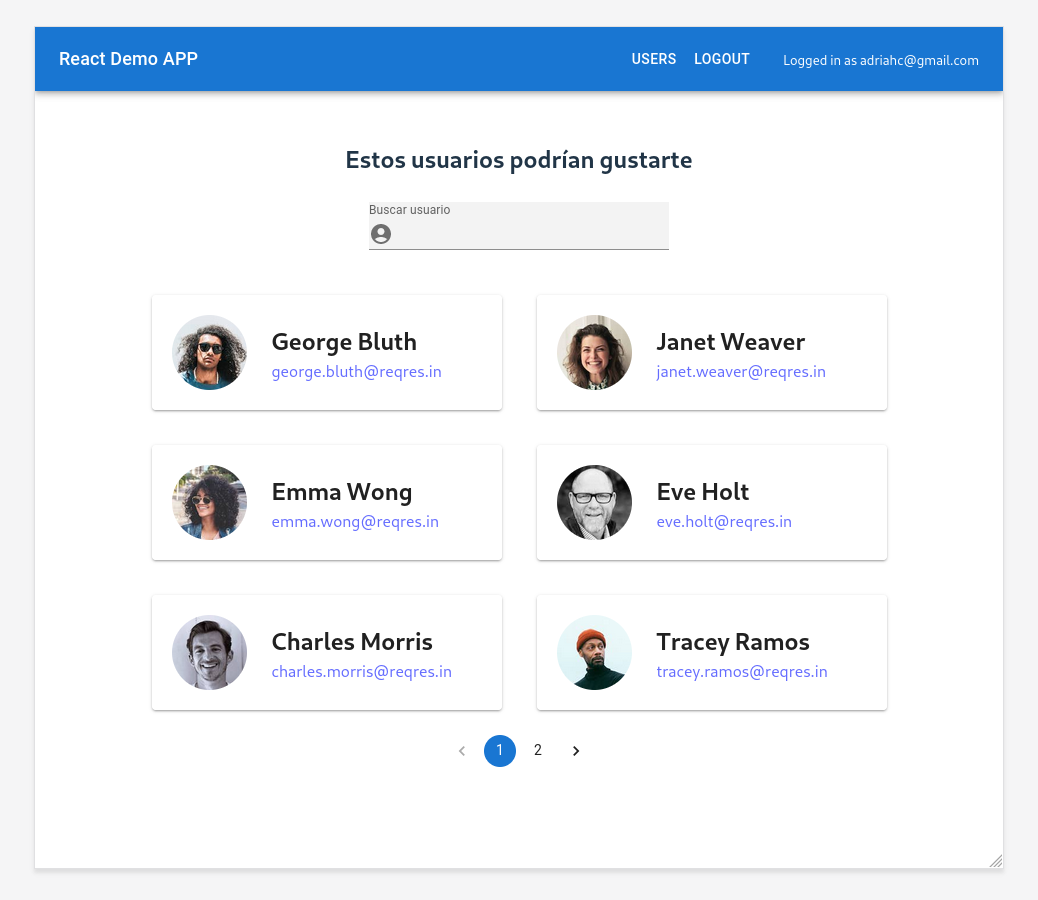 React Demo APP
USERS LOGOUT Logged in as adriahc@gmail.com
Estos usuarios podrían gustarte
Buscar usuario
George Bluth
george.bluth@reqres.in
Janet Weaver
janet.weaver@reqres.in
Emma Wong
emma.wong@reqres.in
Eve Holt
eve.holt@reqres.in
Charles Morris
charles.morris@reqres.in
Tracey Ramos
tracey.ramos@reqres.in
1 2